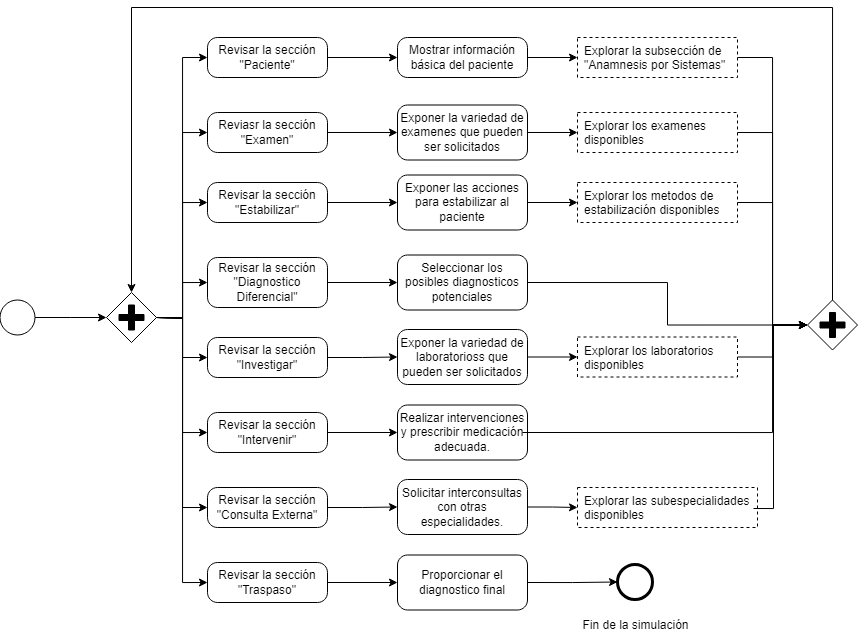 Revisar la sección
"Paciente"
Mostrar información
básica del paciente
Explorar la subsección de
"Anamnesis por Sistemas"
Reviasr la sección
"Examen"
Exponer la variedad de
examenes que pueden
ser solicitados
Explorar los examenes
disponibles
Revisar la sección
"Estabilizar"
Exponer las acciones
para estabilizar al
paciente
Explorar los metodos de
estabilización disponibles
Revisar la sección
"Diagnostico
Diferencial"
Seleccionar los
posibles diagnosticos
potenciales
Revisar la sección
"Investigar"
Exponer la variedad de
laboratorioss que
pueden ser solicitados
Explorar los laboratorios
disponibles
Revisar la sección
"Intervenir"
Realizar intervenciones
y prescribir medicación
adecuada.
Revisar la sección
"Consulta Externa"
Solicitar interconsultas
con otras
especialidades.
Explorar las subespecialidades
disponibles
Revisar la sección
"Traspaso"
Proporcionar el
diagnostico final
Fin de la simulación